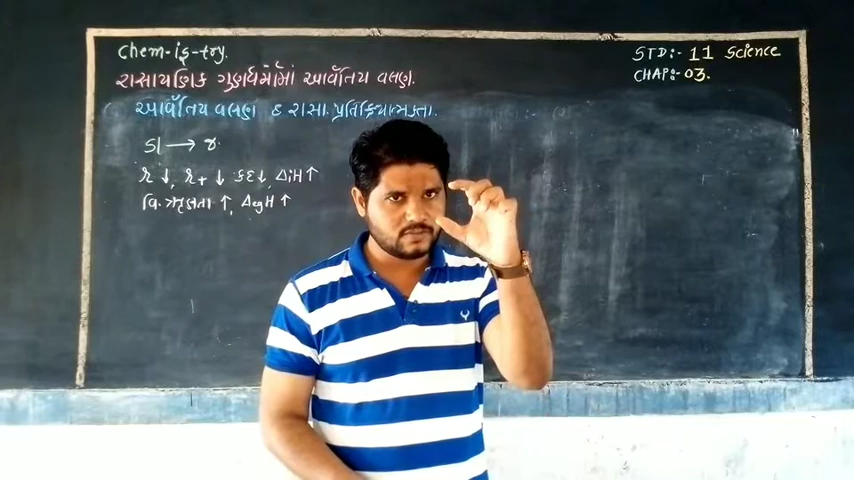 Chem-is-try.
STD:- 11 Science
CHAP:- 03.
રાસાયણિક ગુણધર્મોમાં આવર્તીય વલણ.
આવર્તીય વલણ & રાસા. પ્રતિક્રિયાત્મકતા.
ડા → જ.
↓, ↓ કદ↓, ΔiH ↑
વિ.ઋણતા ↑, ΔegH ↑